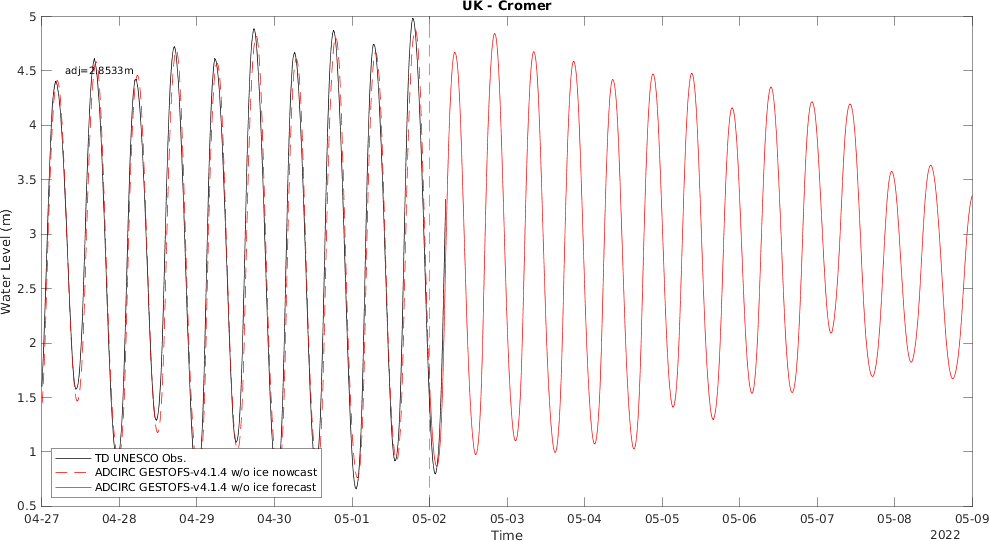 UK - Cromer
5
4.5
4
3.5
3
2.5
2
1.5
1
0.5
Water Level (m)
adj=2.8533m
TD UNESCO Obs.
ADCIRC GESTOFS-v4.1.4 w/o ice nowcast
ADCIRC GESTOFS-v4.1.4 w/o ice forecast
04-27 04-28 04-29 04-30 05-01 05-02 05-03 05-04 05-05 05-06 05-07 05-08 05-09
Time
2022